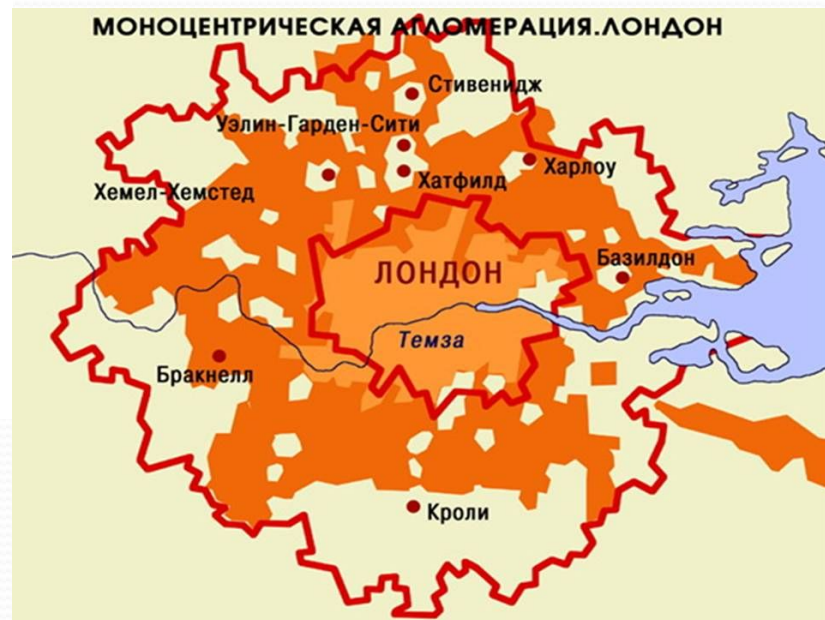 МОНОЦЕНТРИЧЕСКАЯ АГЛОМЕРАЦИЯ.ЛОНДОН
Стивенидж
Уэлин-Гарден-Сити
Харлоу
Хатфилд
Хемел-Хемстед
Базилдон
ЛОНДОН
Темза
Бракнелл
Кроли